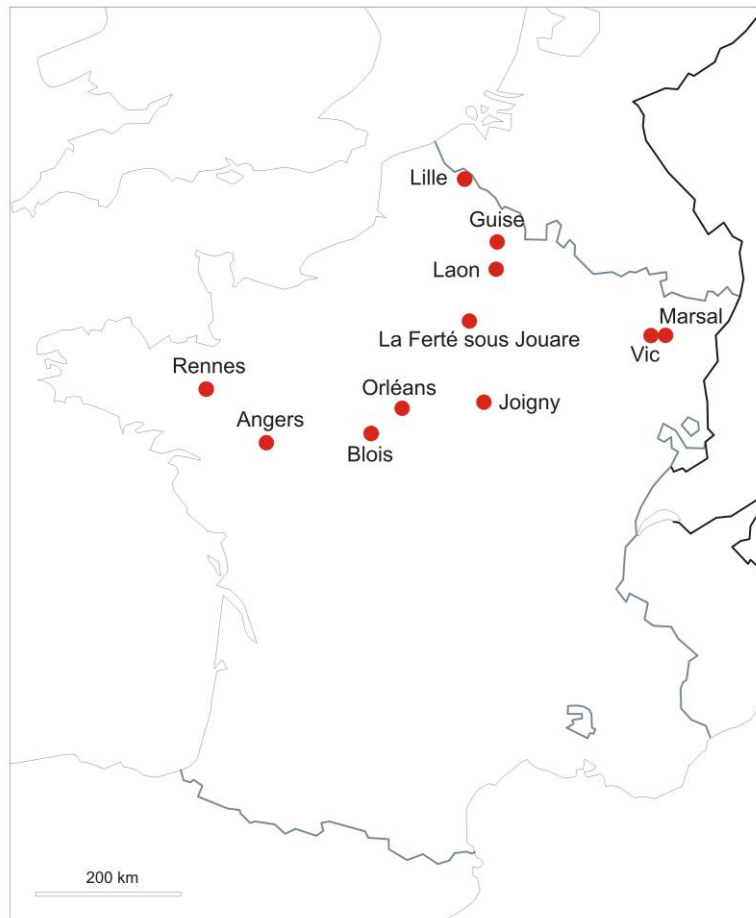 Lille
Guise
Laon
Marsal
La Ferté sous Jouare
Vic
Rennes
Orléans
Joigny
Angers
Blois
200 km